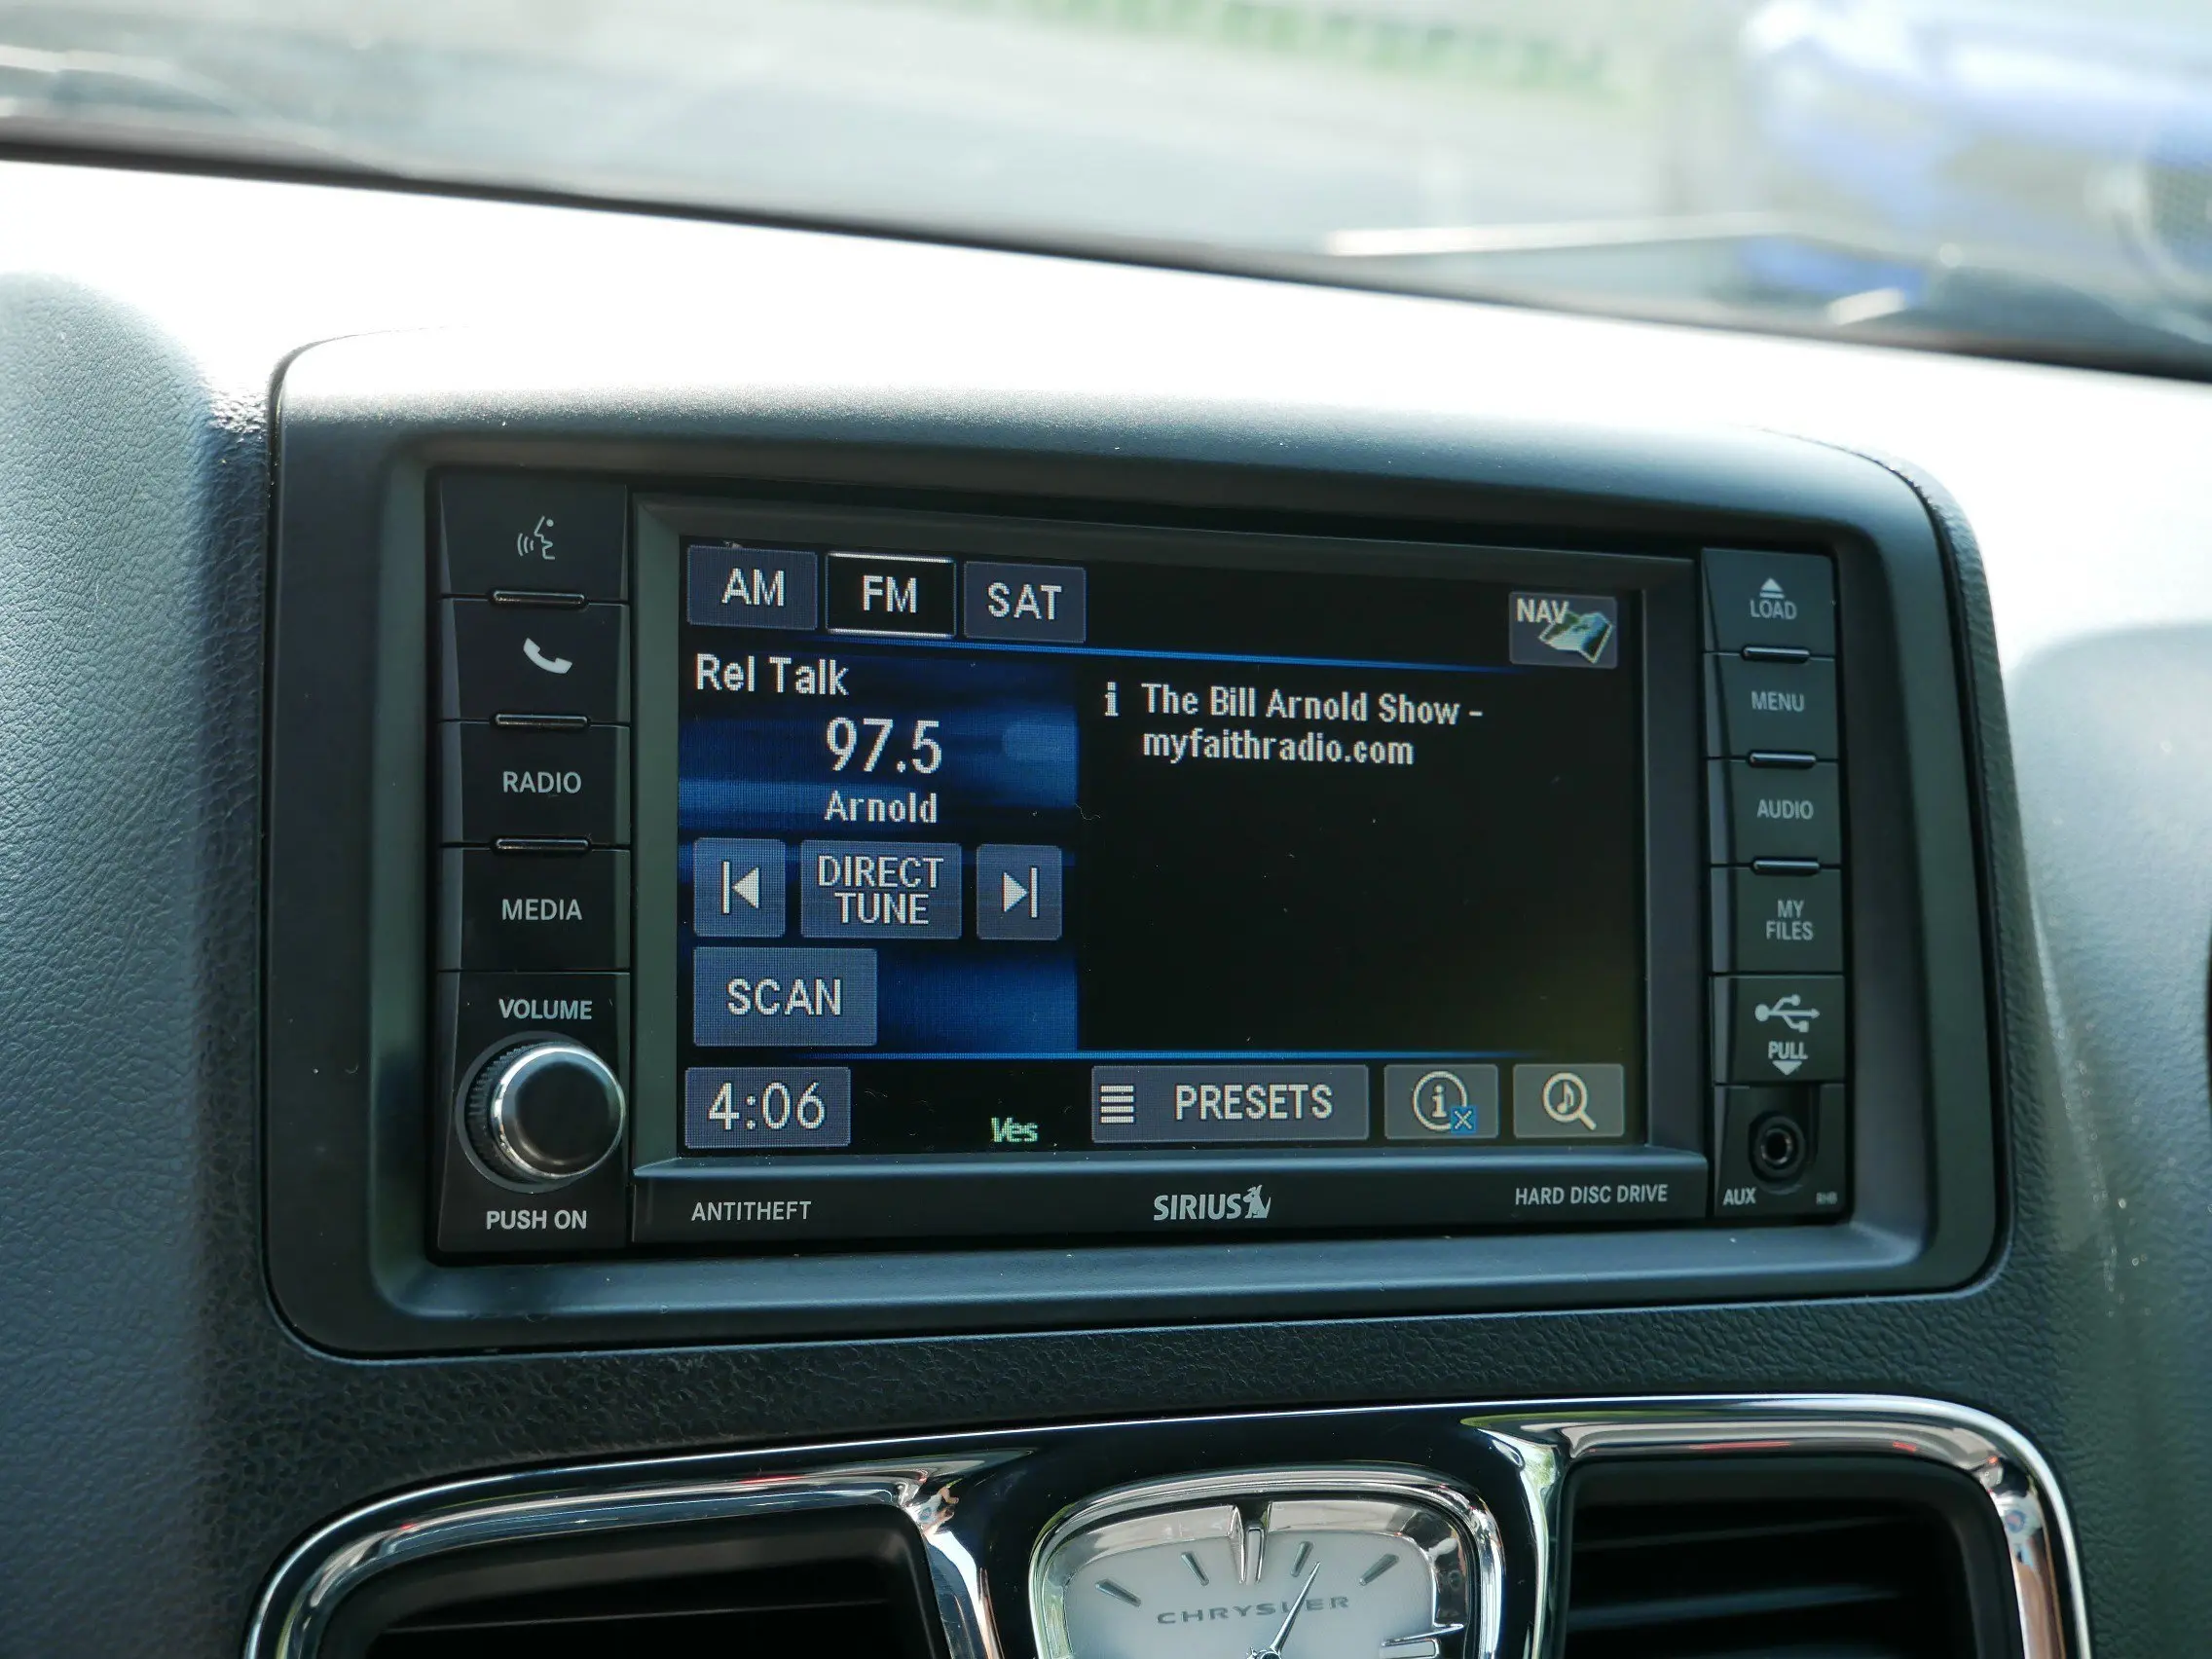 AM FM SAT
NAV
Rel Talk
97.5
Arnold
i The Bill Arnold Show -
myfaithradio.com
DIRECT
TUNE
SCAN
4:06
Ves
PRESETS
i
RADIO
MEDIA
VOLUME
PUSH ON
LOAD
MENU
AUDIO
MY
FILES
PULL
AUX
RHB
ANTITHEFT
SIRIUS
HARD DISC DRIVE
CHRYSLER